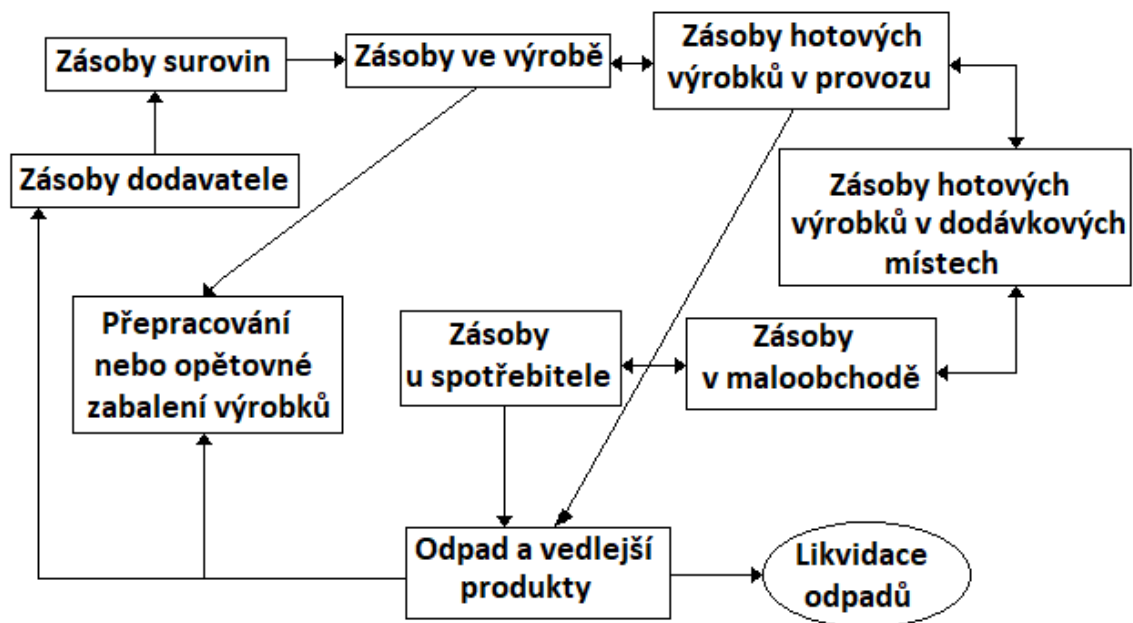 Zásoby surovin
Zásoby ve výrobě
Zásoby hotových
výrobků v provozu
Zásoby dodavatele
Zásoby hotových
výrobků v dodávkových
místech
Přepracování
nebo opětovné
zabalení výrobků
Zásoby
u spotřebitele
Zásoby
v maloobchodě
Odpad a vedlejší
produkty
Likvidace
odpadů